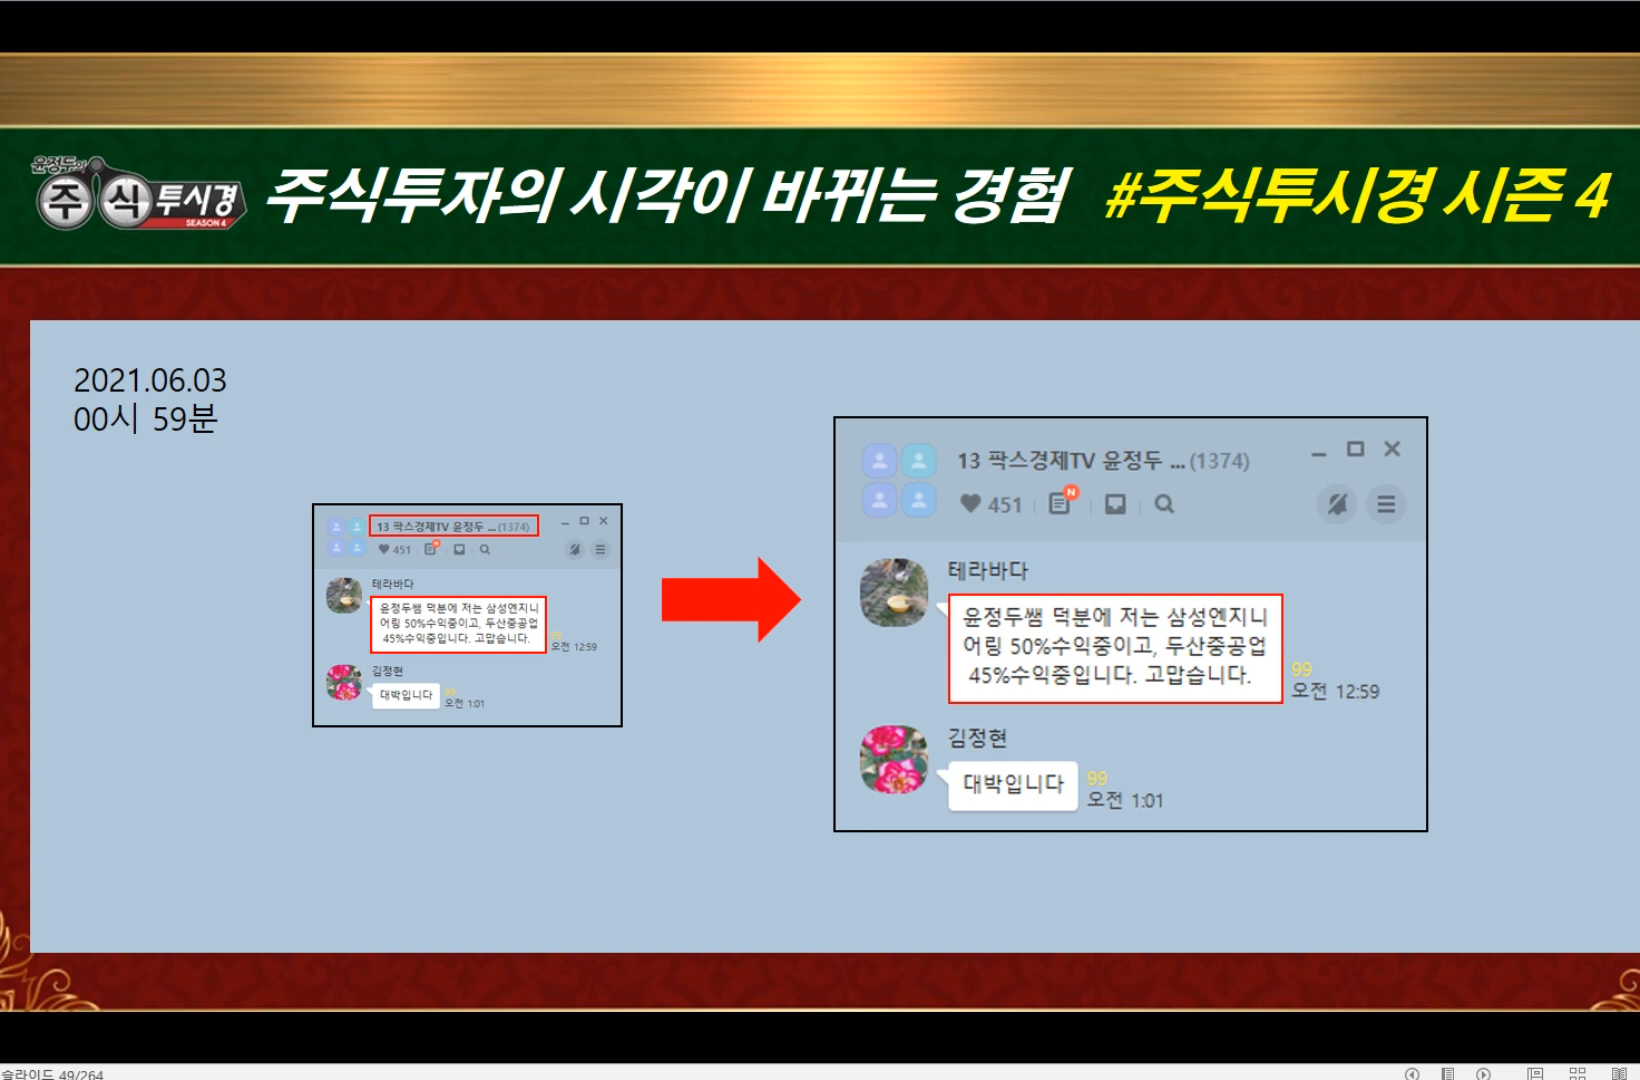 윤정두의
주식투시경
SEASON 4
주식투자의 시각이 바뀌는 경험 #주식투시경 시즌 4
2021.06.03
00시 59분
13 팍스경제TV 윤정두 ...(1374)
451
N
테라바다
윤정두쌤 덕분에 저는 삼성엔지니
어링 50%수익중이고, 두산중공업
45%수익중입니다. 고맙습니다.
99
오전 12:59
김정현
대박입니다
99
오전 1:01
13 팍스경제TV 윤정두 ...(1374)
451
N
테라바다
윤정두쌤 덕분에 저는 삼성엔지니
어링 50%수익중이고, 두산중공업
45%수익중입니다. 고맙습니다.
99
오전 12:59
김정현
대박입니다
99
오전 1:01
슬라이드 49/264